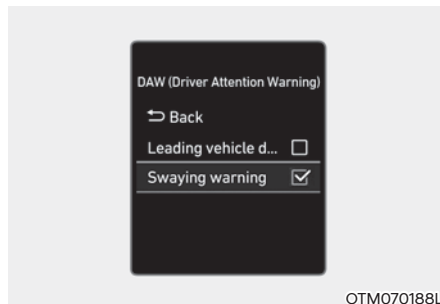 DAW (Driver Attention Warning)
Back
Leading vehicle d...
Swaying warning
OTM070188L